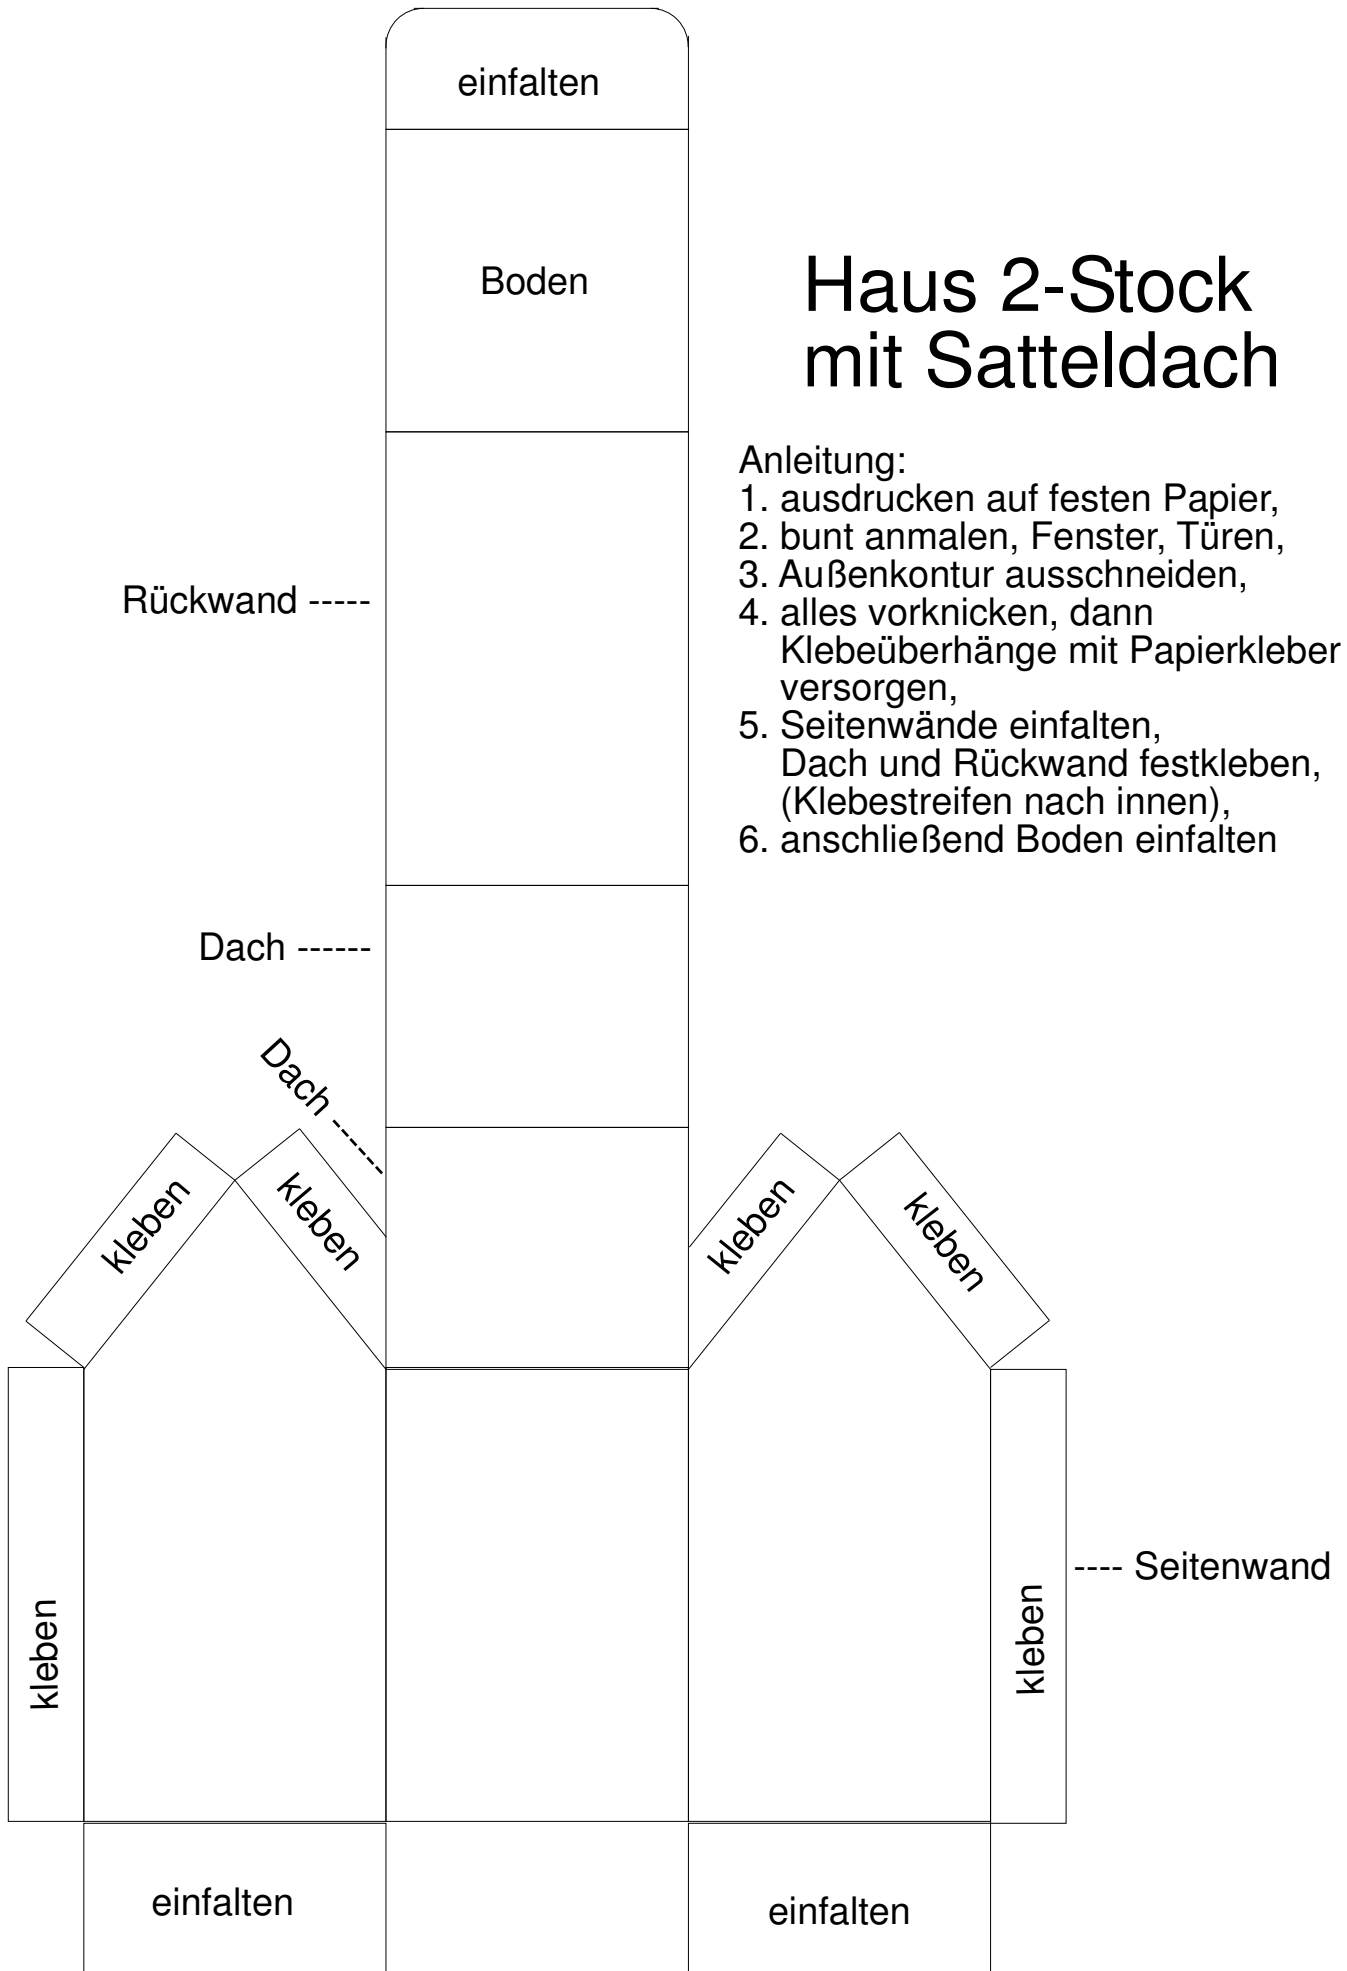 einfalten
Boden
Haus 2-Stock
mit Satteldach
Anleitung:
1. ausdrucken auf festen Papier,
2. bunt anmalen, Fenster, Türen,
3. Außenkontur ausschneiden,
4. alles vorknicken, dann
Klebeüberhänge mit Papierkleber
versorgen,
5. Seitenwände einfalten,
Dach und Rückwand festkleben,
(Klebestreifen nach innen),
6. anschließend Boden einfalten
Rückwand -----
Dach ------
Dach ------
kleben
kleben
kleben
kleben
---- Seitenwand
kleben
kleben
einfalten
einfalten